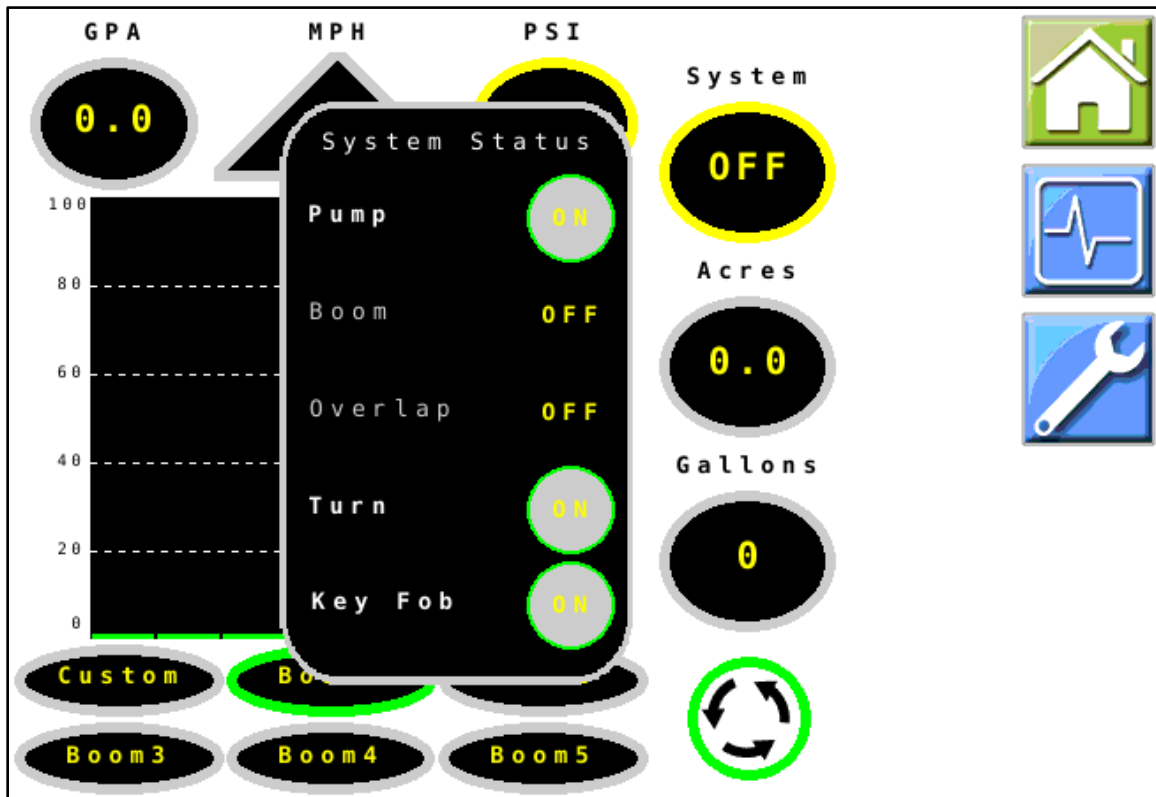 GPA MPH PSI
0.0
System
OFF
System Status
Pump ON
Boom OFF
Overlap OFF
Turn ON
Key Fob ON
100
80
60
40
20
0
Acres
0.0
Gallons
0
Custom
Boom3 Boom4 Boom5